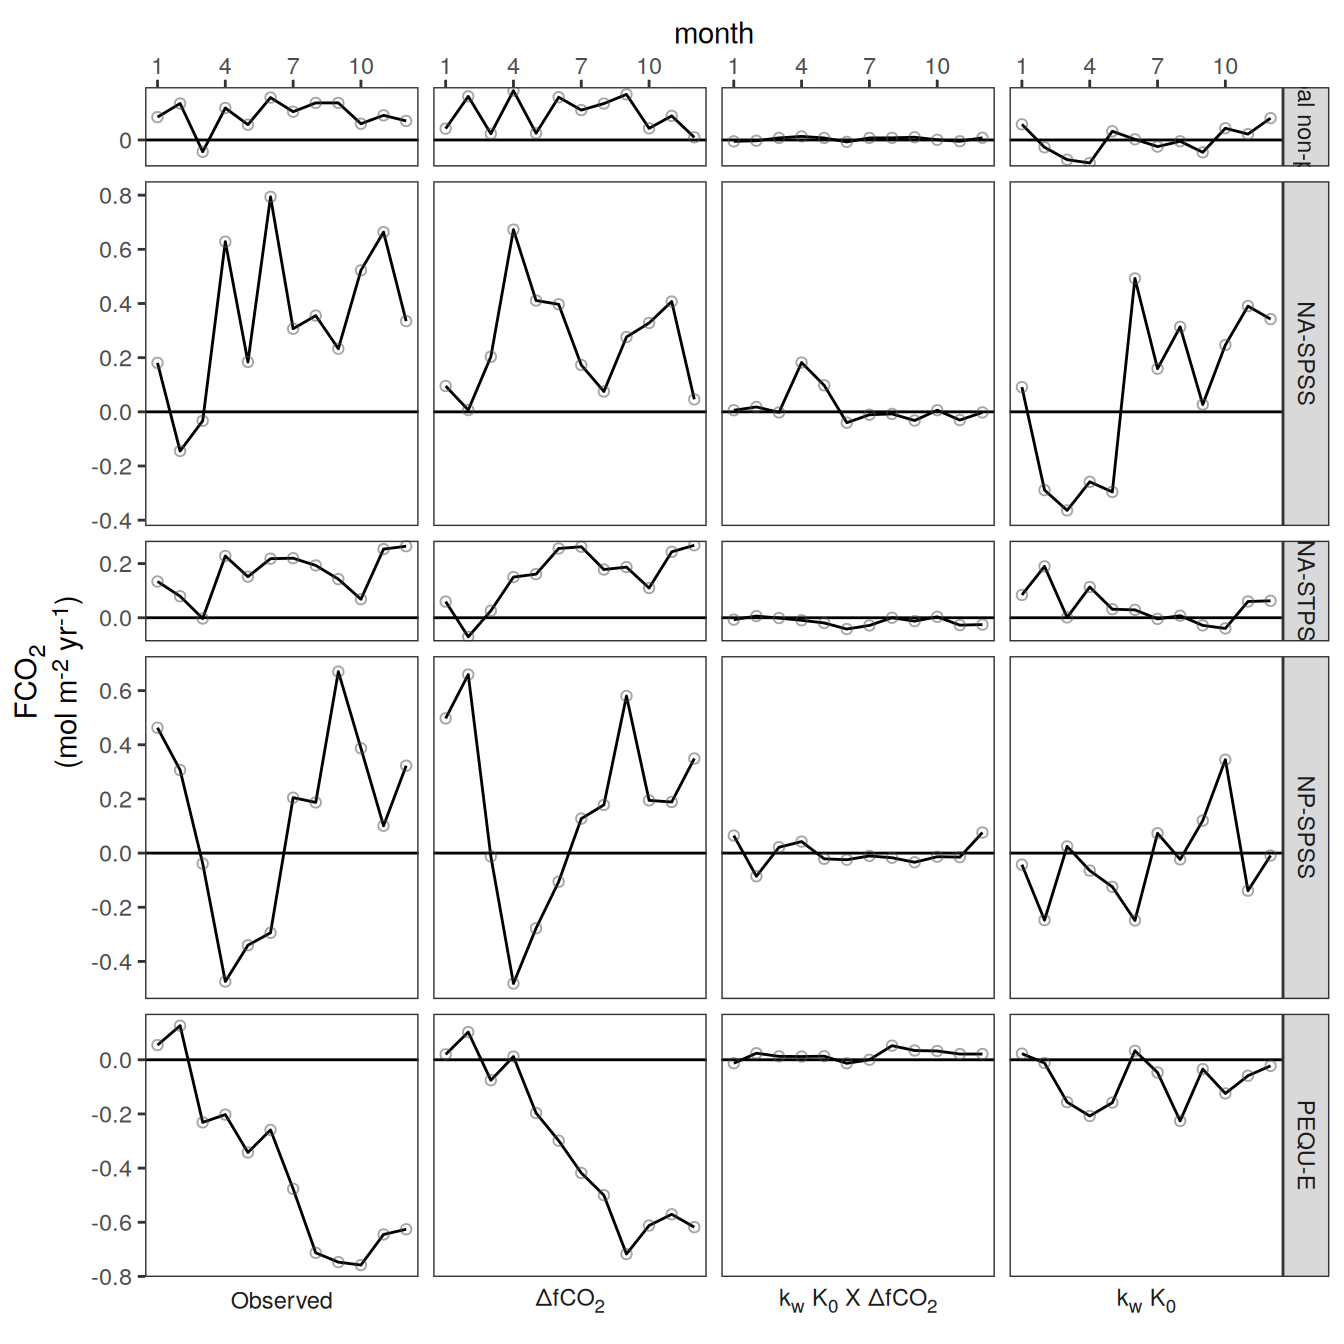 month
1 4 7 10 1 4 7 10 1 4 7 10 1 4 7 10
0
al non-p
0.8
0.6
0.4
0.2
0.0
-0.2
-0.4
NA-SPSS
0.2
0.0
NA-STPS
FCO2
(mol m-2 yr-1)
0.6
0.4
0.2
0.0
-0.2
-0.4
NP-SPSS
0.0
-0.2
-0.4
-0.6
-0.8
PEQU-E
Observed ΔfCO2 kw K0 X ΔfCO2 kw K0